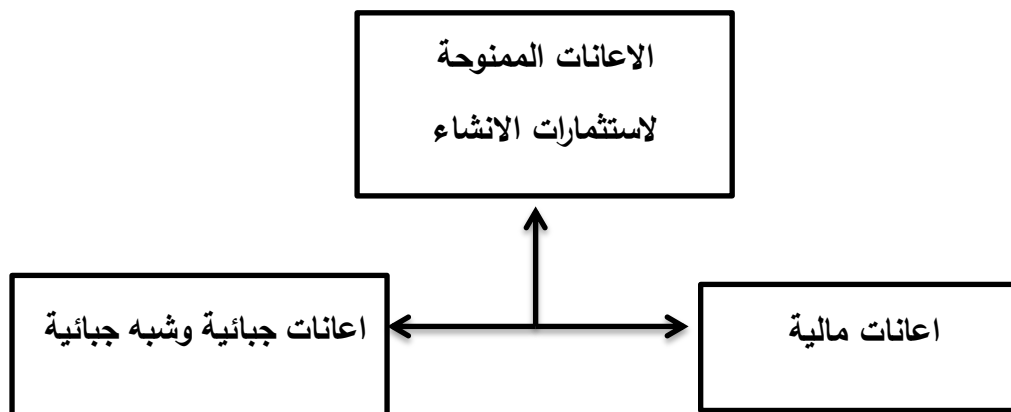 الاعانات الممنوحة
لاستثمارات الانشاء
اعانات مالية
اعانات جبائية وشبه جبائية